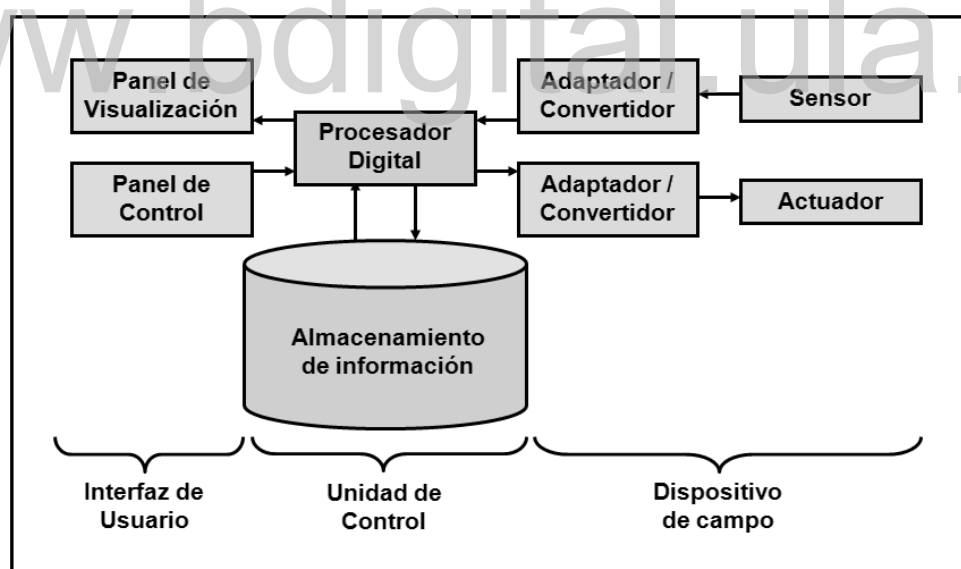 www.bdigital.ula.
Panel de
Visualización
Adaptador /
Convertidor
Sensor
Procesador
Digital
Panel de
Control
Adaptador /
Convertidor
Actuador
Almacenamiento
de información
Interfaz de
Usuario
Unidad de
Control
Dispositivo
de campo